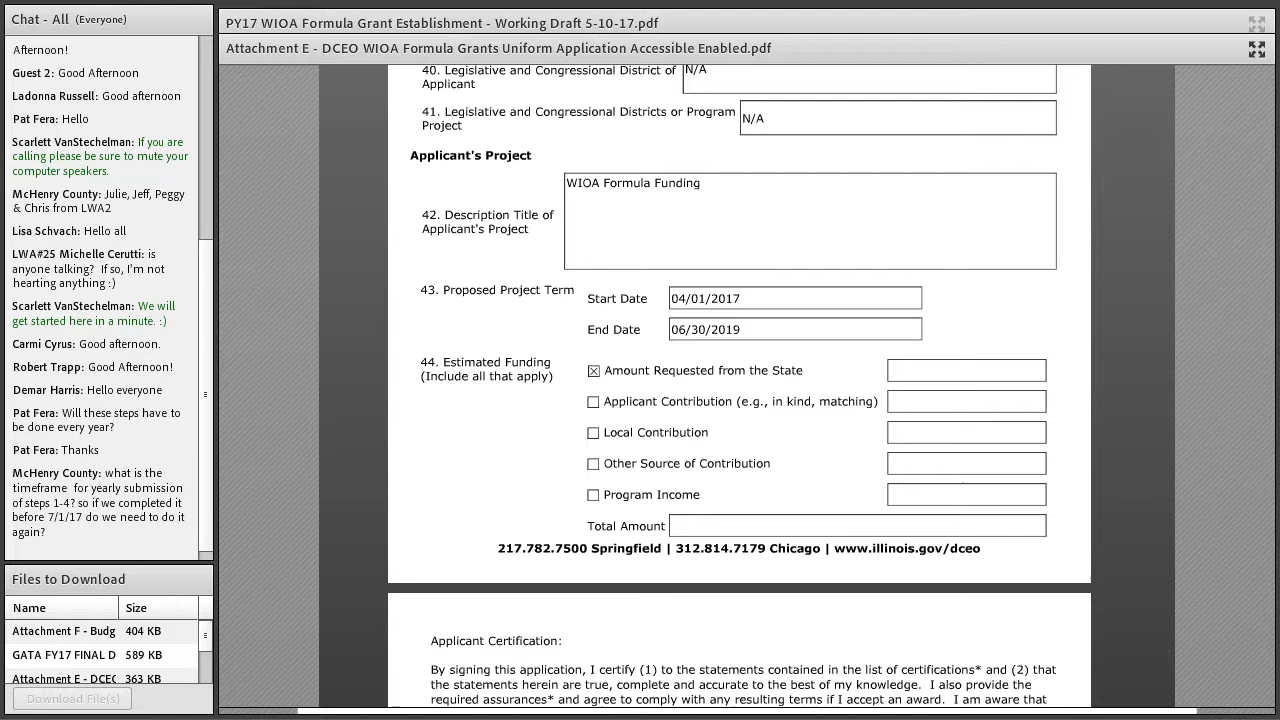 Chat - All (Everyone)
Afternoon!
Guest 2: Good Afternoon
Ladonna Russell: Good afternoon
Pat Fera: Hello
Scarlett VanStechelman: If you are
calling please be sure to mute your
computer speakers.
McHenry County: Julie, Jeff, Peggy
& Chris from LWA2
Lisa Schvach: Hello all
LWA#25 Michelle Cerutti: is
anyone talking? If so, I'm not
hearting anything :)
Scarlett VanStechelman: We will
get started here in a minute. :)
Carmi Cyrus: Good afternoon.
Robert Trapp: Good Afternoon!
Demar Harris: Hello everyone
Pat Fera: Will these steps have to
be done every year?
Pat Fera: Thanks
McHenry County: what is the
timeframe for yearly submission
of steps 1-4? so if we completed it
before 7/1/17 do we need to do it
again?
Files to Download
Name Size
Attachment F - Budg 404 KB
GATA FY17 FINAL D 589 KB
Attachment E - DCEC 363 KB
Download File(s)
PY17 WIOA Formula Grant Establishment - Working Draft 5-10-17.pdf
Attachment E - DCEO WIOA Formula Grants Uniform Application Accessible Enabled.pdf
40. Legislative and Congressional District of
Applicant
N/A
41. Legislative and Congressional Districts or Program
Project
N/A
Applicant's Project
42. Description Title of
Applicant's Project
WIOA Formula Funding
43. Proposed Project Term
Start Date 04/01/2017
End Date 06/30/2019
44. Estimated Funding
(Include all that apply)
Amount Requested from the State
Applicant Contribution (e.g., in kind, matching)
Local Contribution
Other Source of Contribution
Program Income
Total Amount
217.782.7500 Springfield | 312.814.7179 Chicago | www.illinois.gov/dceo
Applicant Certification:
By signing this application, I certify (1) to the statements contained in the list of certifications* and (2) that
the statements herein are true, complete and accurate to the best of my knowledge. I also provide the
required assurances* and agree to comply with any resulting terms if I accept an award. I am aware that